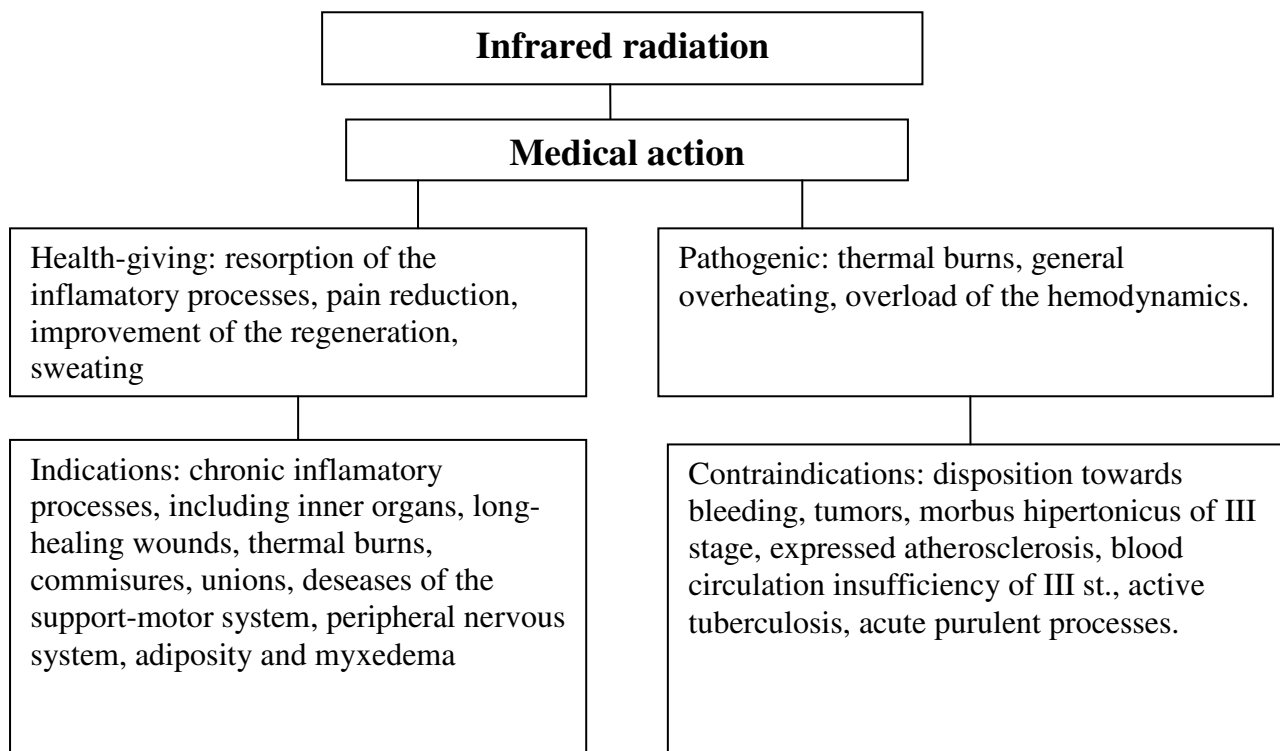 Infrared radiation
Medical action
Health-giving: resorption of the
inflamatory processes, pain reduction,
improvement of the regeneration,
sweating
Pathogenic: thermal burns, general
overheating, overload of the hemodynamics.
Indications: chronic inflamatory
processes, including inner organs, long-
healing wounds, thermal burns,
commisures, unions, deseases of the
support-motor system, peripheral nervous
system, adiposity and myxedema
Contraindications: disposition towards
bleeding, tumors, morbus hipertonicus of III
stage, expressed atherosclerosis, blood
circulation insufficiency of III st., active
tuberculosis, acute purulent processes.